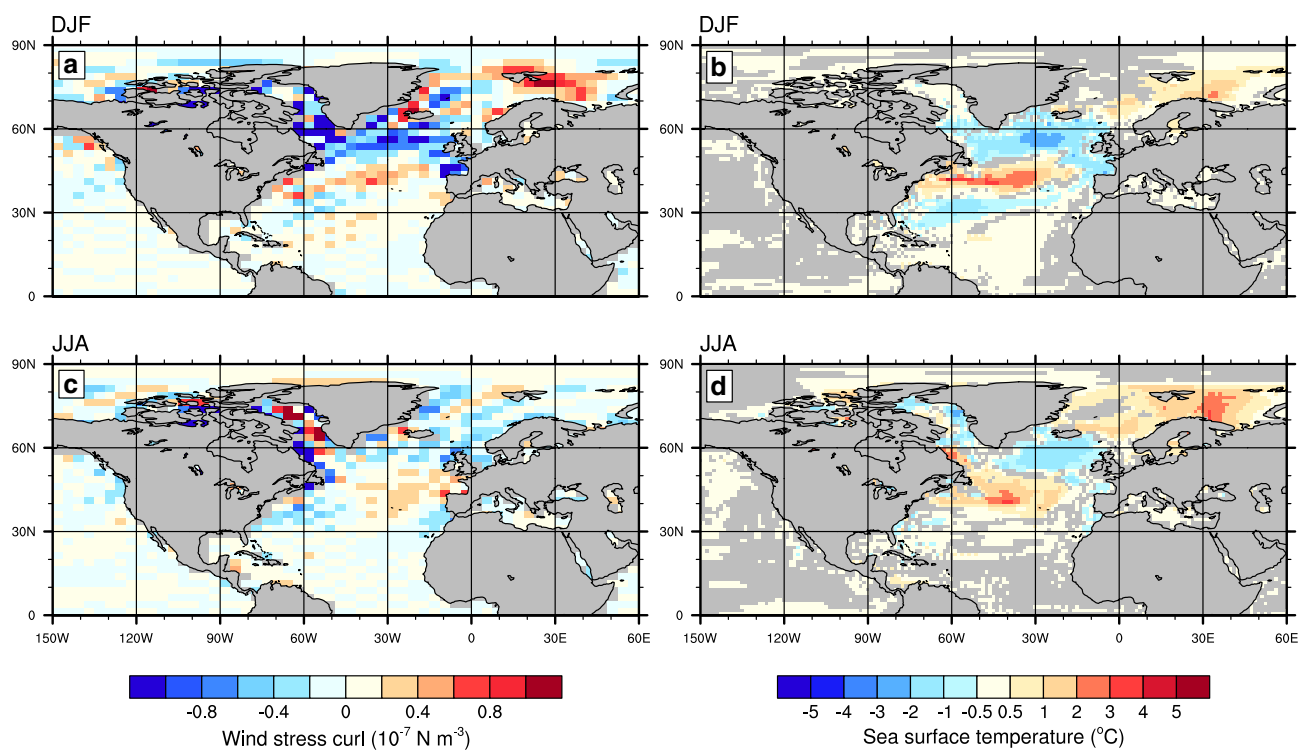 DJF DJF
90N 90N
a b
60N 60N
30N 30N
0 0
JJA JJA
90N 90N
c d
60N 60N
30N 30N
0 0
150W 120W 90W 60W 30W 0 30E 60E 150W 120W 90W 60W 30W 0 30E 60E
-0.8 -0.4 0 0.4 0.8 -5 -4 -3 -2 -1 -0.5 0.5 1 2 3 4 5
Wind stress curl (10⁻⁷ N m⁻³) Sea surface temperature (°C)